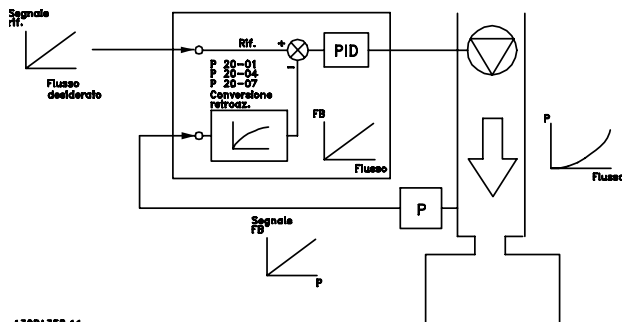 Segnale
rif.
Flusso
desiderato
Rif.
+
−
PID
P 20-01
P 20-04
P 20-07
Conversione
retroaz.
FB
Flusso
P
Flusso
P
Segnale
FB
P